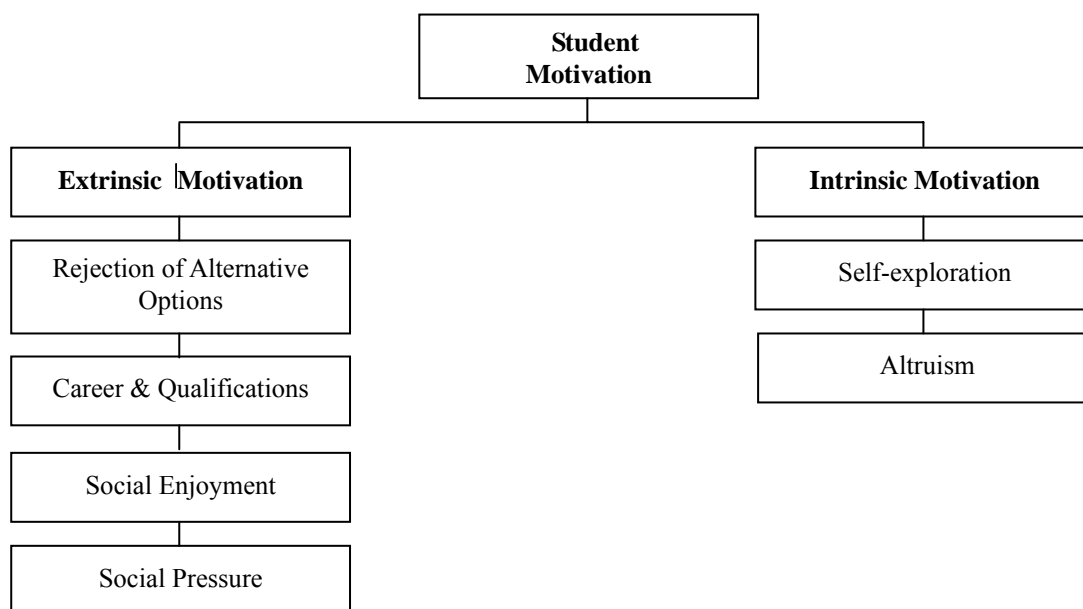 Student
Motivation
Extrinsic Motivation
Intrinsic Motivation
Rejection of Alternative
Options
Self-exploration
Career & Qualifications
Altruism
Social Enjoyment
Social Pressure